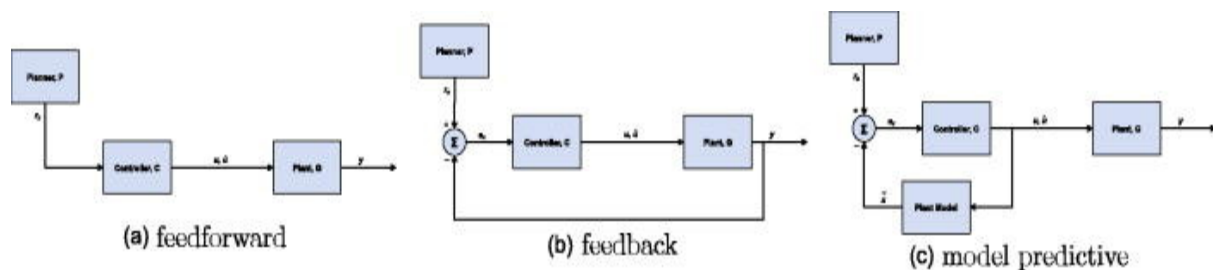 Planner, P
Controller, C
Plant, G
y
(a) feedforward
Planner, P
+
Σ
−
Controller, C
Plant, G
y
(b) feedback
Planner, P
+
Σ
−
Controller, C
Plant, G
y
Plant Model
(c) model predictive